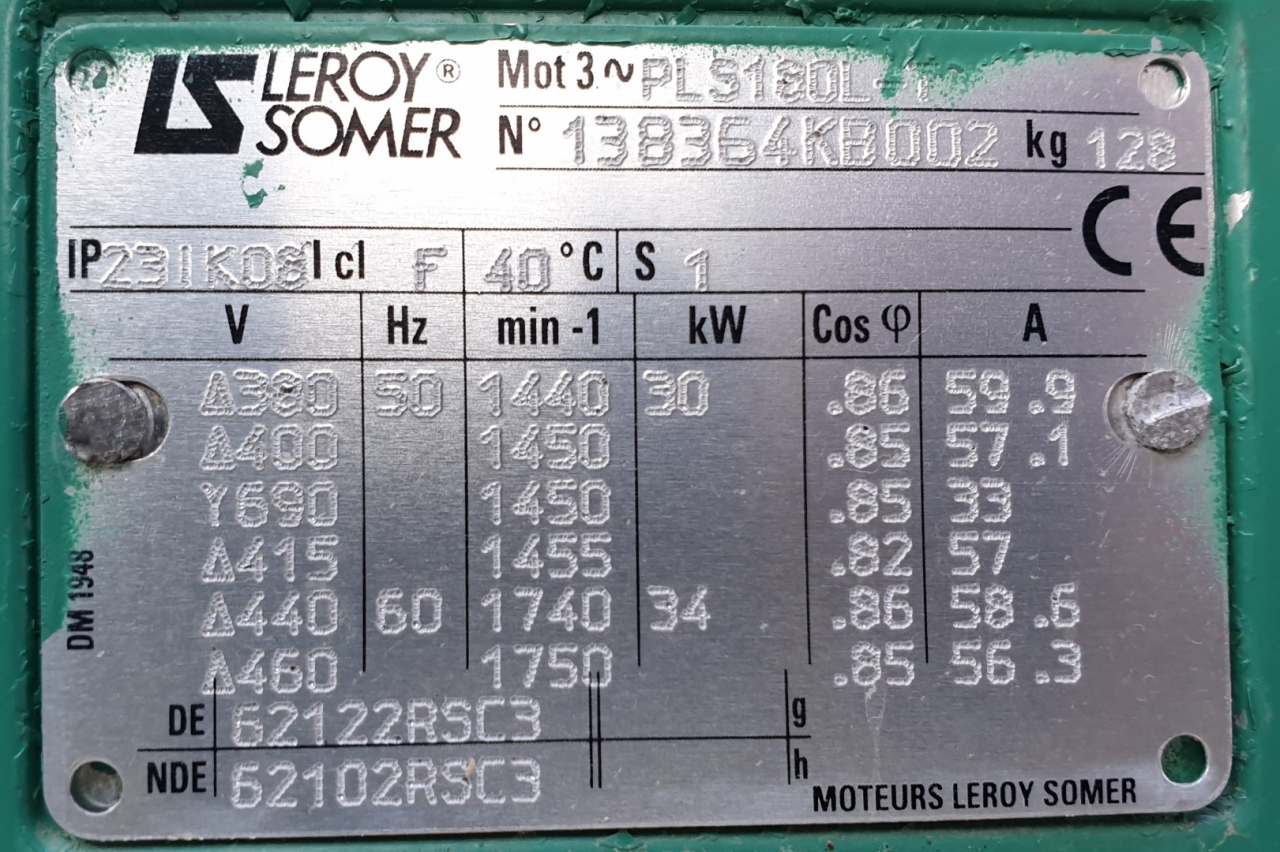 LEROY®
SOMER
Mot 3~ PLS180L-T
N° 138364KB002 kg 128
CE
IP 23IK08 I cl F 40 °C S 1
V Hz min -1 kW Cos φ A
Δ380 50 1440 30 .86 59.9
Δ400 1450 .85 57.1
Y690 1450 .85 33
Δ415 1455 .82 57
Δ440 60 1740 34 .86 58.6
Δ460 1750 .85 56.3
DE 62122RSC3 g
NDE 62102RSC3 h
DM 1948
MOTEURS LEROY SOMER